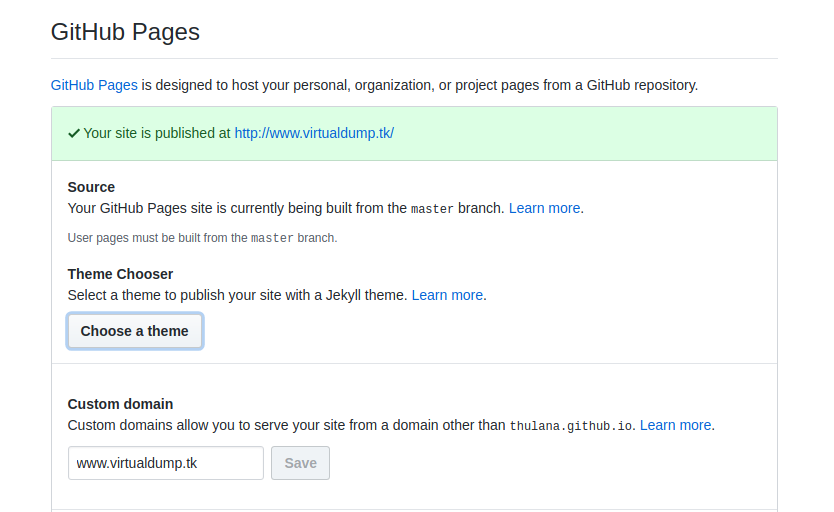 GitHub Pages
GitHub Pages is designed to host your personal, organization, or project pages from a GitHub repository.
Your site is published at http://www.virtualdump.tk/
Source
Your GitHub Pages site is currently being built from the master branch. Learn more.
User pages must be built from the master branch.
Theme Chooser
Select a theme to publish your site with a Jekyll theme. Learn more.
Choose a theme
Custom domain
Custom domains allow you to serve your site from a domain other than thulana.github.io. Learn more.
www.virtualdump.tk Save